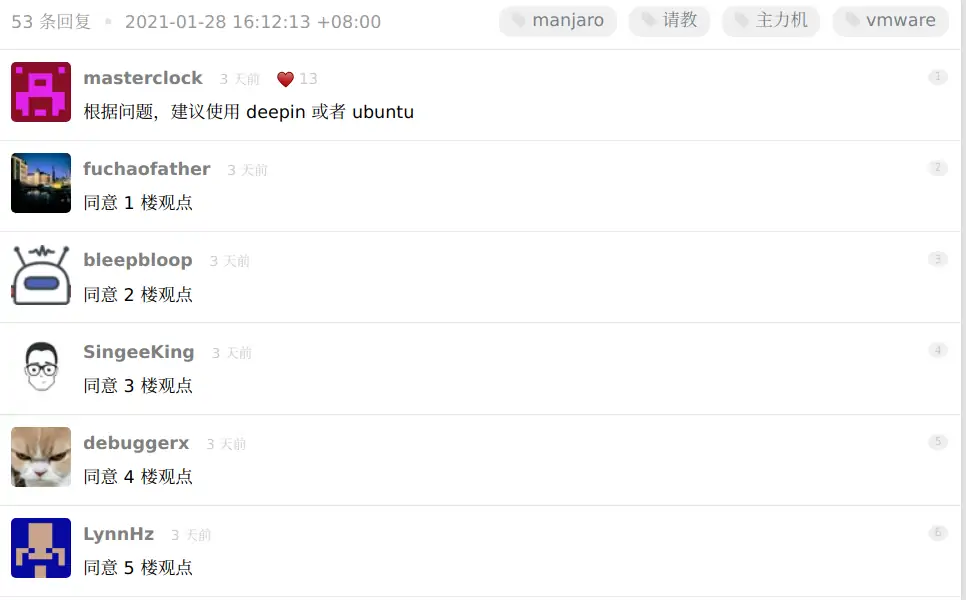 53 条回复 • 2021-01-28 16:12:13 +08:00 manjaro 请教 主力机 vmware
masterclock 3 天前 ❤️ 13 1
根据问题，建议使用 deepin 或者 ubuntu
fuchaofather 3 天前 2
同意 1 楼观点
bleepbloop 3 天前 3
同意 2 楼观点
SingeeKing 3 天前 4
同意 3 楼观点
debuggerx 3 天前 5
同意 4 楼观点
LynnHz 3 天前 6
同意 5 楼观点